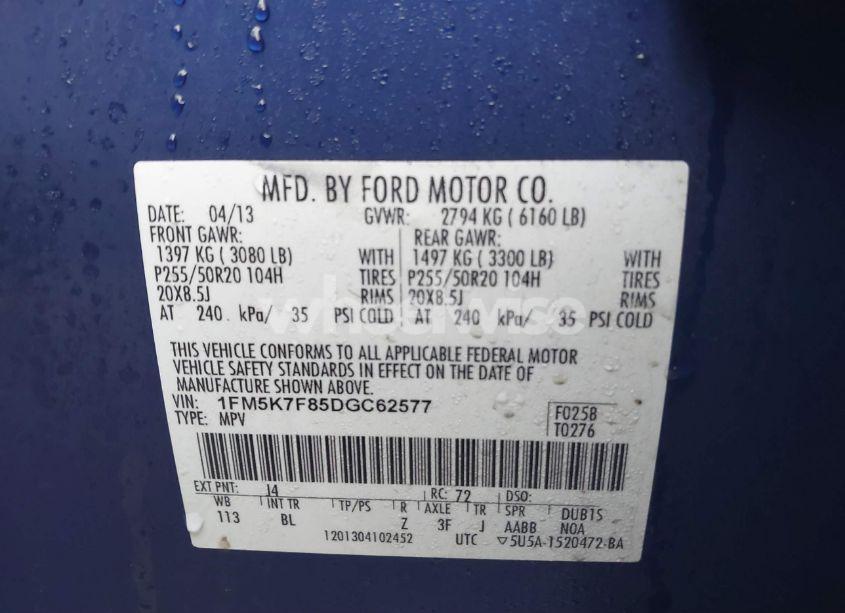 MFD. BY FORD MOTOR CO.
DATE: 04/13 GVWR: 2794 KG ( 6160 LB)
FRONT GAWR: REAR GAWR:
1397 KG ( 3080 LB) WITH 1497 KG ( 3300 LB) WITH
P255/50R20 104H TIRES P255/50R20 104H TIRES
20X8.5J RIMS 20X8.5J RIMS
AT 240 kPa/ 35 PSI COLD AT 240 kPa/ 35 PSI COLD
THIS VEHICLE CONFORMS TO ALL APPLICABLE FEDERAL MOTOR
VEHICLE SAFETY STANDARDS IN EFFECT ON THE DATE OF
MANUFACTURE SHOWN ABOVE.
VIN: 1FM5K7F85DGC62577 F0258
TYPE: MPV T0276
EXT PNT: J4 RC: 72 DSO:
WB INT TR TP/PS R AXLE TR SPR DUB1S
113 BL Z 3F J AABB NOA
1201304102452 UTC ▽5U5A-1520472-BA